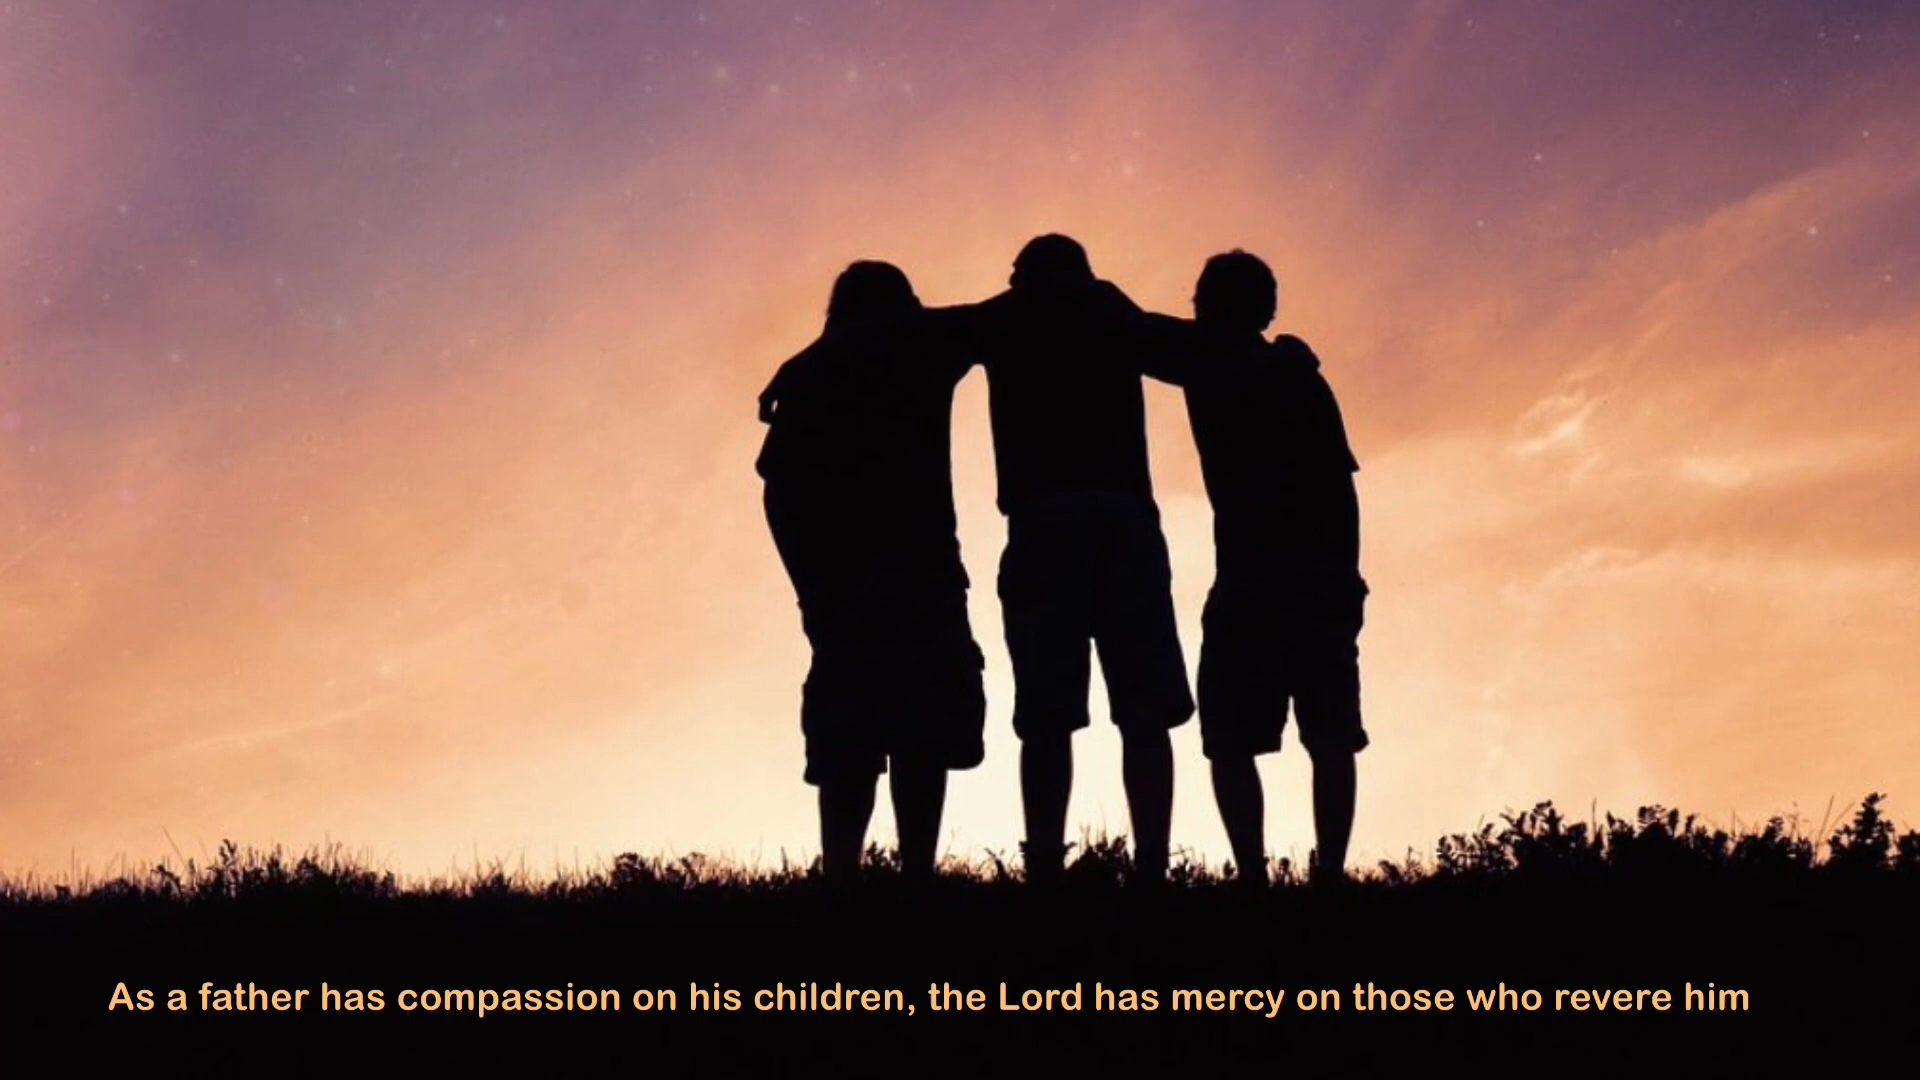 As a father has compassion on his children, the Lord has mercy on those who revere him